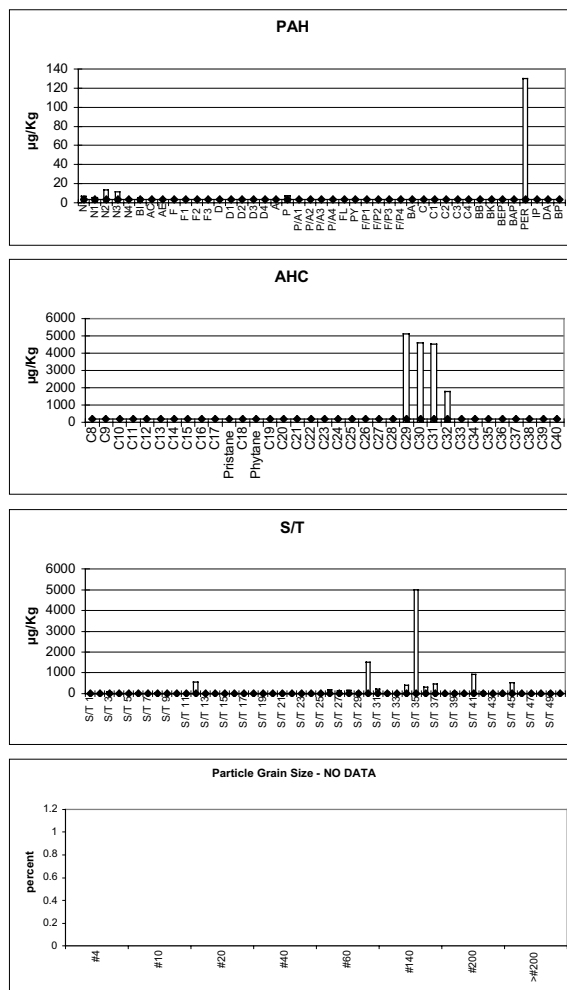 PAH
µg/Kg
140
120
100
80
60
40
20
0
N N1 N2 N3 N4 BI AC AE F F1 F2 F3 D D1 D2 D3 D4 A P P/A1 P/A2 P/A3 P/A4 FL PY F/P1 F/P2 F/P3 F/P4 BA C C1 C2 C3 C4 BB BK BEP BAP PER IP DA BP
AHC
µg/Kg
6000
5000
4000
3000
2000
1000
0
C8 C9 C10 C11 C12 C13 C14 C15 C16 C17 Pristane C18 Phytane C19 C20 C21 C22 C23 C24 C25 C26 C27 C28 C29 C30 C31 C32 C33 C34 C35 C36 C37 C38 C39 C40
S/T
µg/Kg
6000
5000
4000
3000
2000
1000
0
S/T 1 S/T 3 S/T 5 S/T 7 S/T 9 S/T 11 S/T 13 S/T 15 S/T 17 S/T 19 S/T 21 S/T 23 S/T 25 S/T 27 S/T 29 S/T 31 S/T 33 S/T 35 S/T 37 S/T 39 S/T 41 S/T 43 S/T 45 S/T 47 S/T 49
Particle Grain Size - NO DATA
percent
1.2
1
0.8
0.6
0.4
0.2
0
#4 #10 #20 #40 #60 #140 #200 >#200